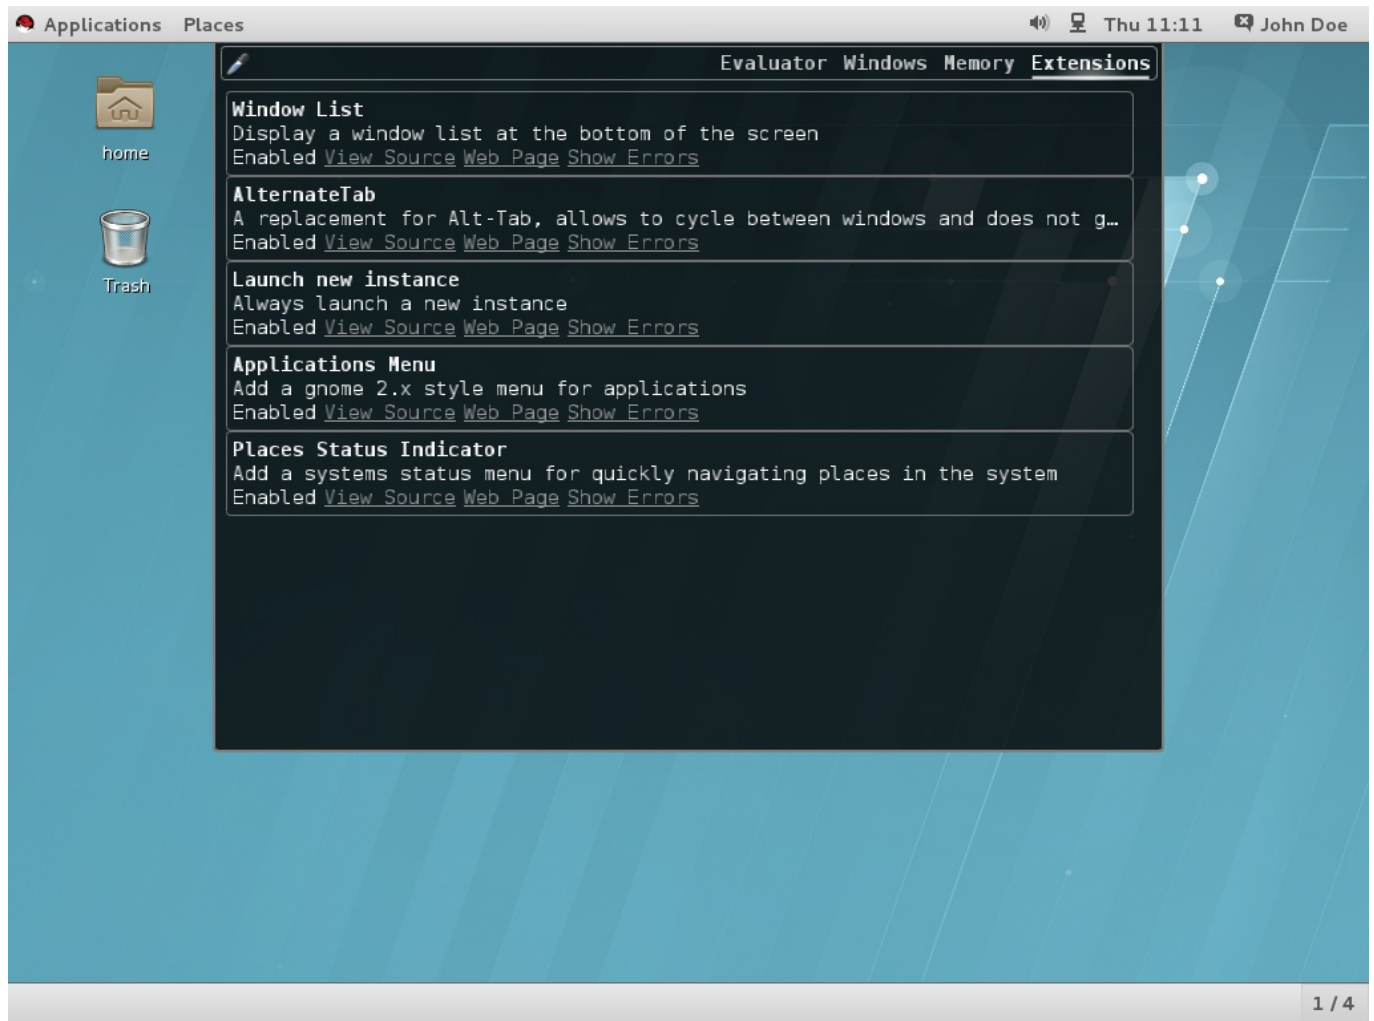 Applications Places Thu 11:11 John Doe
Evaluator Windows Memory Extensions
home
Trash
Window List
Display a window list at the bottom of the screen
Enabled View Source Web Page Show Errors
AlternateTab
A replacement for Alt-Tab, allows to cycle between windows and does not g…
Enabled View Source Web Page Show Errors
Launch new instance
Always launch a new instance
Enabled View Source Web Page Show Errors
Applications Menu
Add a gnome 2.x style menu for applications
Enabled View Source Web Page Show Errors
Places Status Indicator
Add a systems status menu for quickly navigating places in the system
Enabled View Source Web Page Show Errors
1 / 4